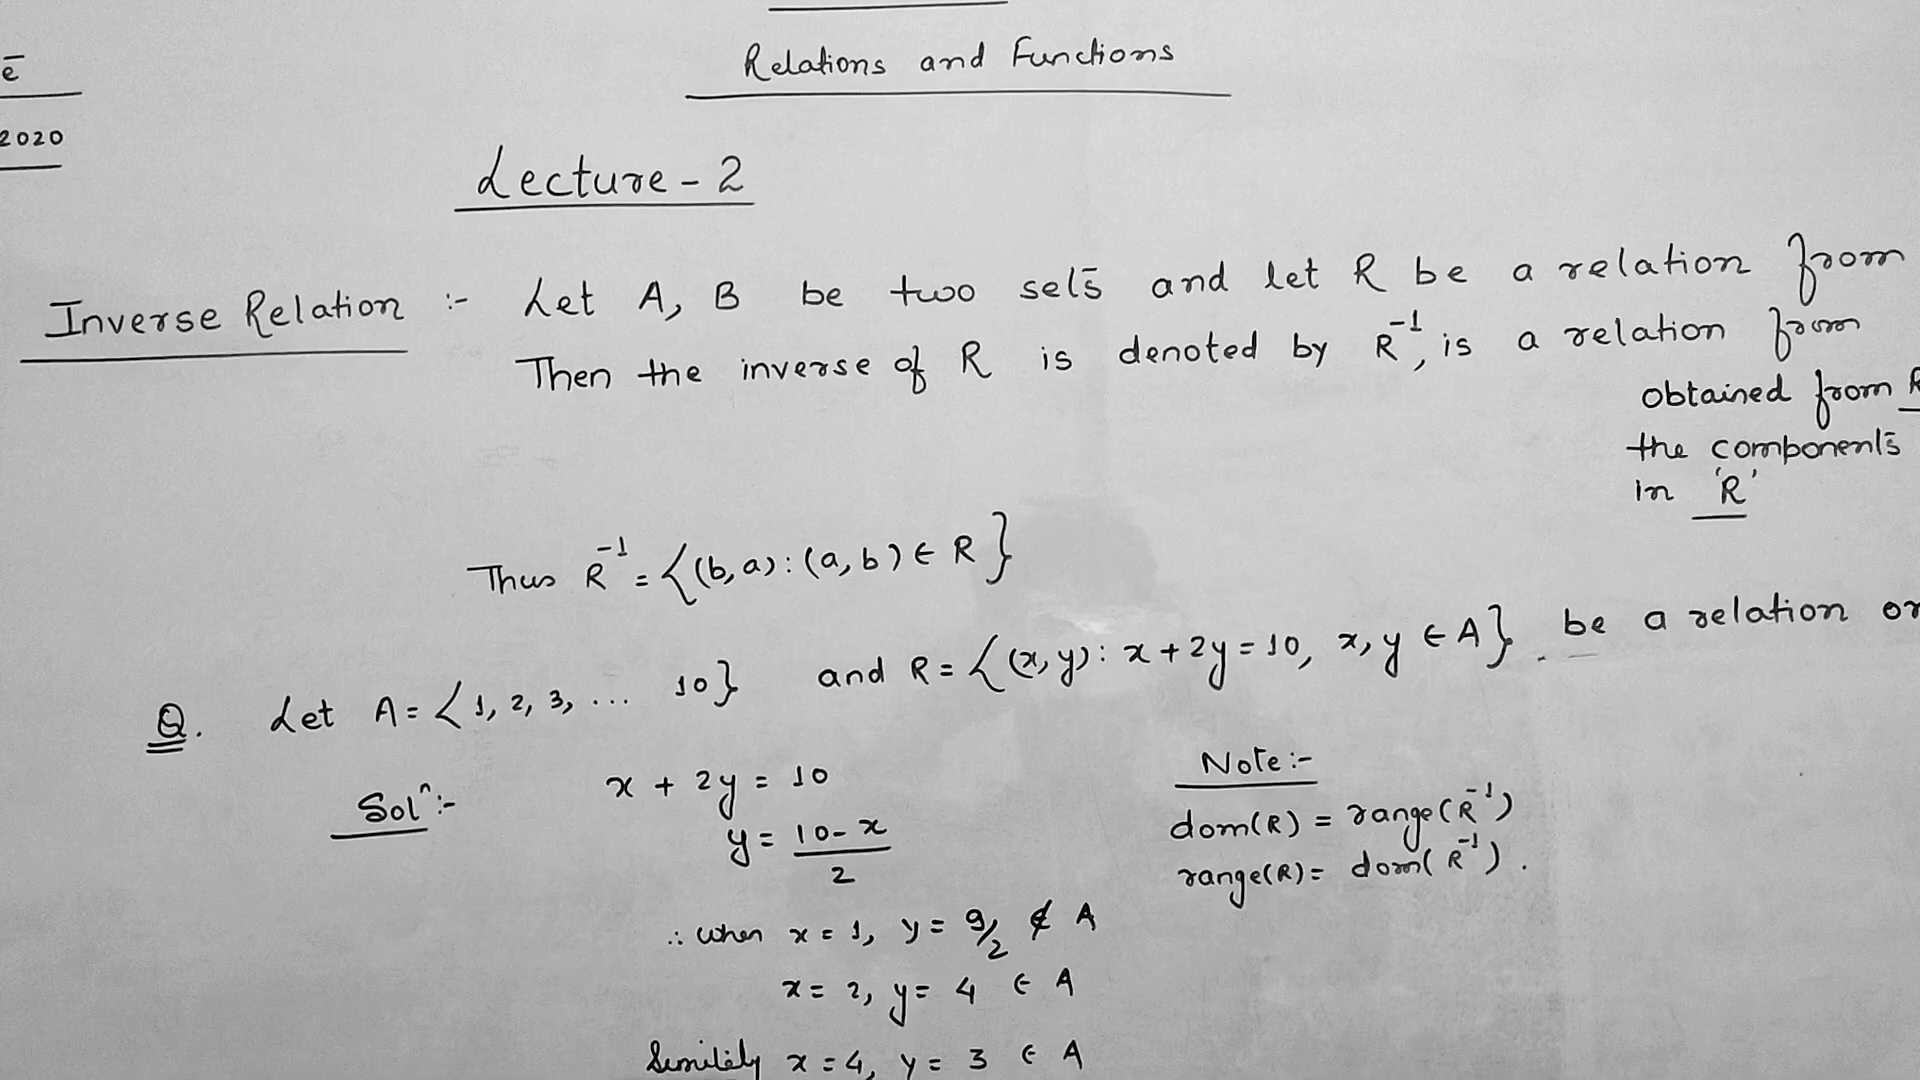 Relations and Functions
e
2020
Lecture-2
Inverse Relation :- Let A, B be two sets and let R be a relation from
Then the inverse of R is denoted by R⁻¹, is a relation from
obtained from
the components
in 'R'
Thus R⁻¹ = {(b,a):(a,b) ∈ R}
Q. Let A = {1, 2, 3, ... 10} and R = {(x,y): x + 2y = 10, x, y ∈ A} be a relation
Solⁿ:- x + 2y = 10
y = (10-x)/2
∴ when x = 1, y = 9/2 ∉ A
x = 2, y = 4 ∈ A
Similily x = 4, y = 3 ∈ A
Note:-
dom(R) = range(R⁻¹)
range(R) = dom(R⁻¹).